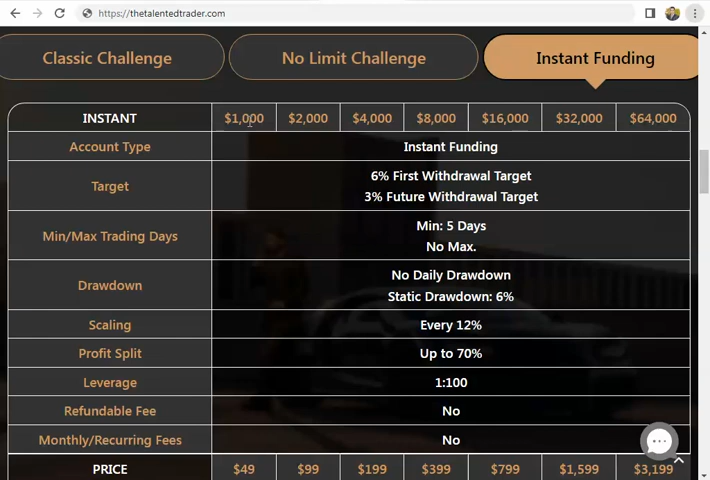 https://thetalentedtrader.com
Classic Challenge No Limit Challenge Instant Funding
INSTANT $1,000 $2,000 $4,000 $8,000 $16,000 $32,000 $64,000
Account Type Instant Funding
Target 6% First Withdrawal Target
3% Future Withdrawal Target
Min/Max Trading Days Min: 5 Days
No Max.
Drawdown No Daily Drawdown
Static Drawdown: 6%
Scaling Every 12%
Profit Split Up to 70%
Leverage 1:100
Refundable Fee No
Monthly/Recurring Fees No
PRICE $49 $99 $199 $399 $799 $1,599 $3,199